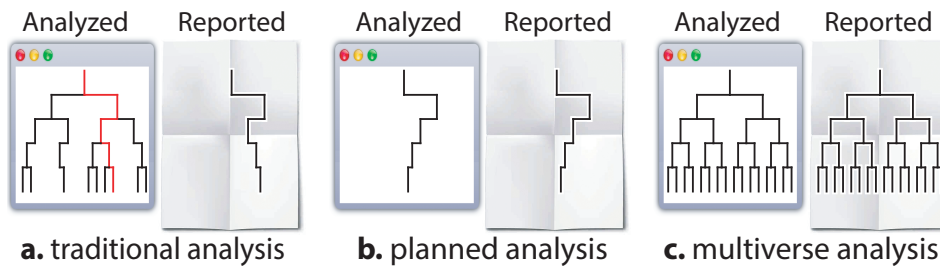 Analyzed Reported Analyzed Reported Analyzed Reported
a. traditional analysis b. planned analysis c. multiverse analysis